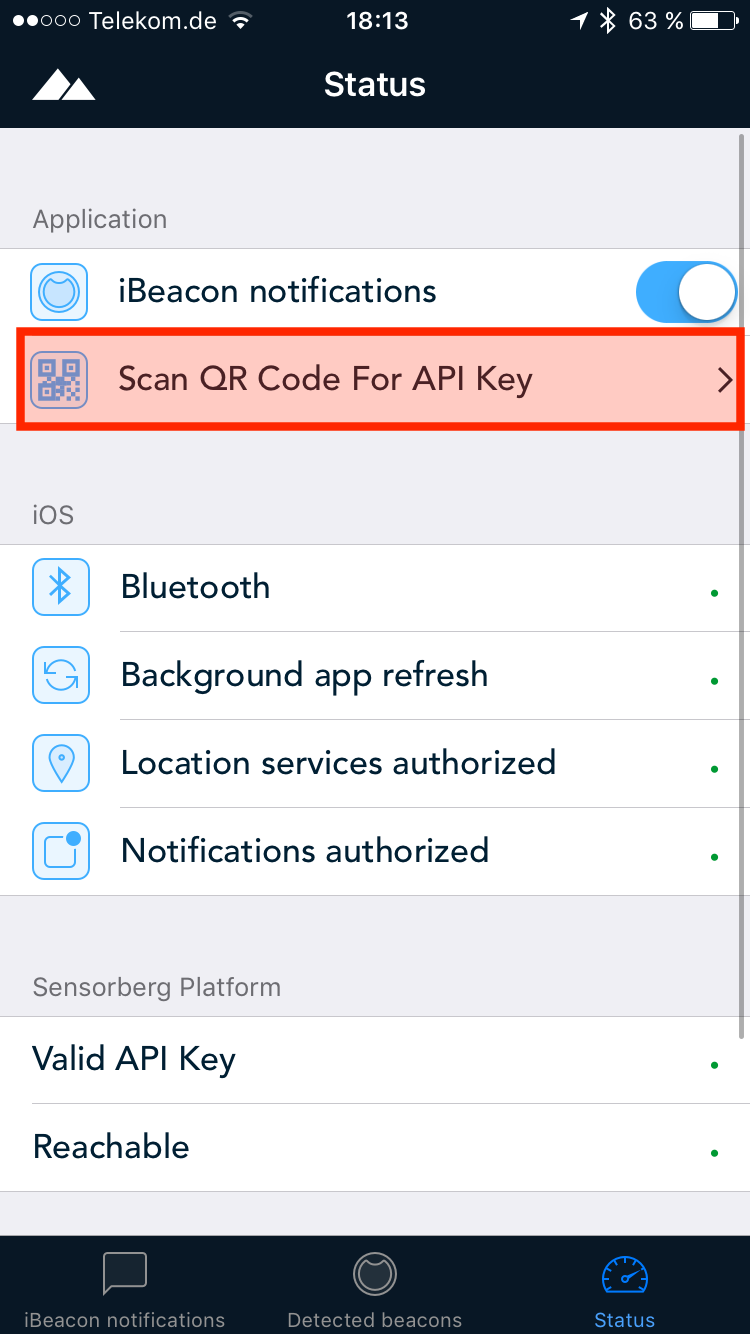 Telekom.de 18:13 63 %
Status
Application
iBeacon notifications
Scan QR Code For API Key
iOS
Bluetooth
Background app refresh
Location services authorized
Notifications authorized
Sensorberg Platform
Valid API Key
Reachable
iBeacon notifications Detected beacons Status